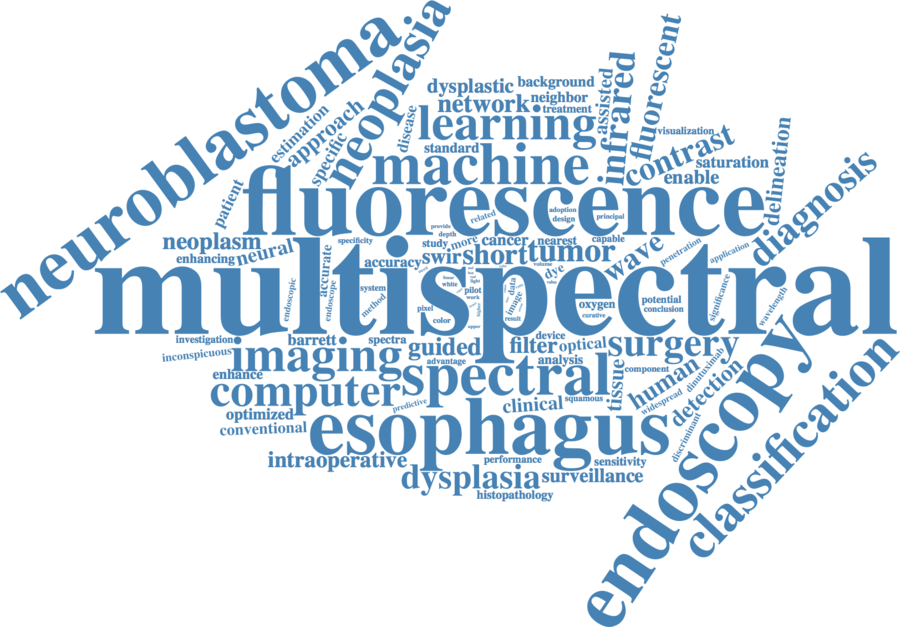 neuroblastoma
neoplasia
estimation
approach
specific
disease
patient
dysplastic
background
network
neighbor
treatment
learning
standard
machine
assisted
infrared
fluorescent
visualization
contrast
saturation
enable
delineation
diagnosis
fluorescence
related
adoption
design
principal
provide
depth
neoplasm
enhancing
neural
specificity
accurate
study
more
cancer
nearest
capable
accuracy
swir
short
tumor
wave
penetration
application
multispectral
endoscopic
endoscope
system
method
pixel
color
white
light
pilot
work
data
image
result
upper
volume
dye
value
oxygen
curative
potential
conclusion
significance
wavelength
investigation
inconspicuous
barrett
spectra
imaging
guided
advantage
filter
device
optical
analysis
surgery
enhance
computer
spectral
squamous
tissue
component
human
widespread
dinutuximab
detection
discriminant
optimized
conventional
predictive
clinical
esophagus
endoscopy
classification
intraoperative
performance
sensitivity
dysplasia
surveillance
histopathology